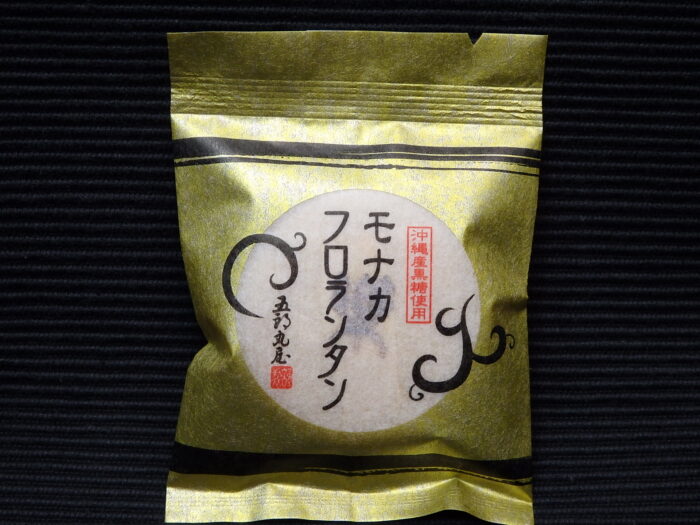 沖縄産黒糖使用
モナカ
フロランタン
五郎丸屋